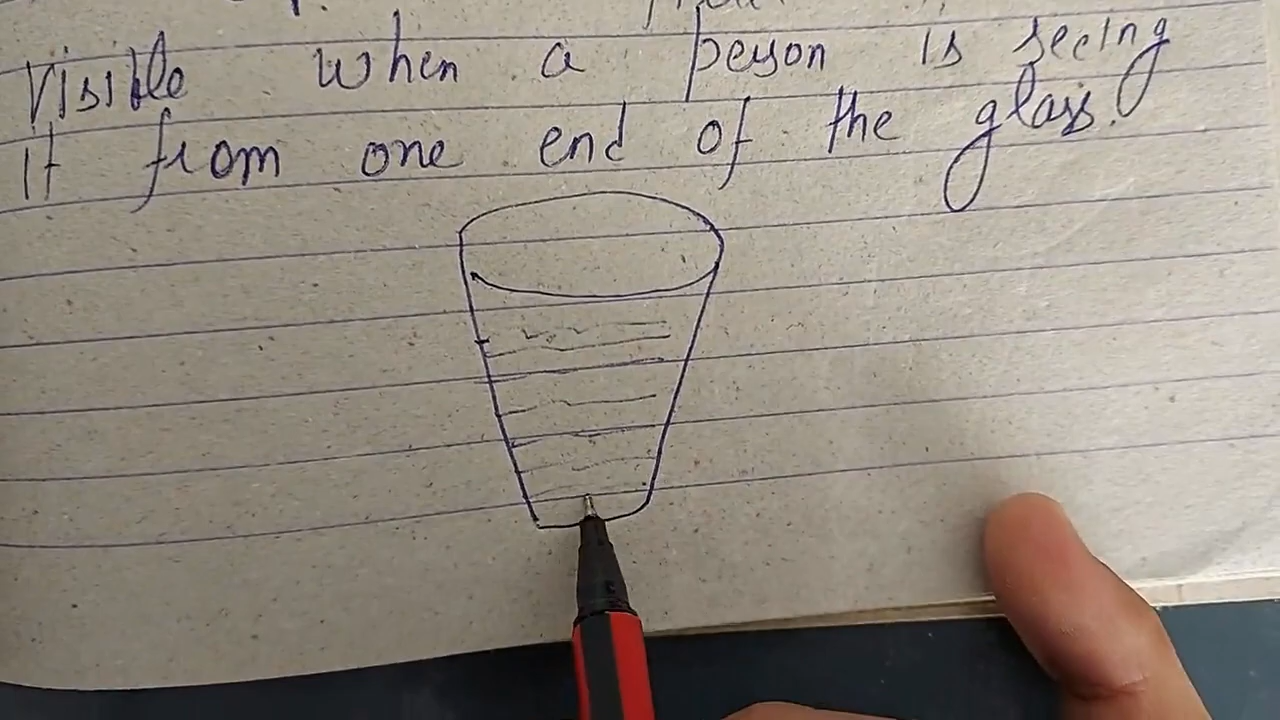 Visible when a person is seeing
it from one end of the glass.